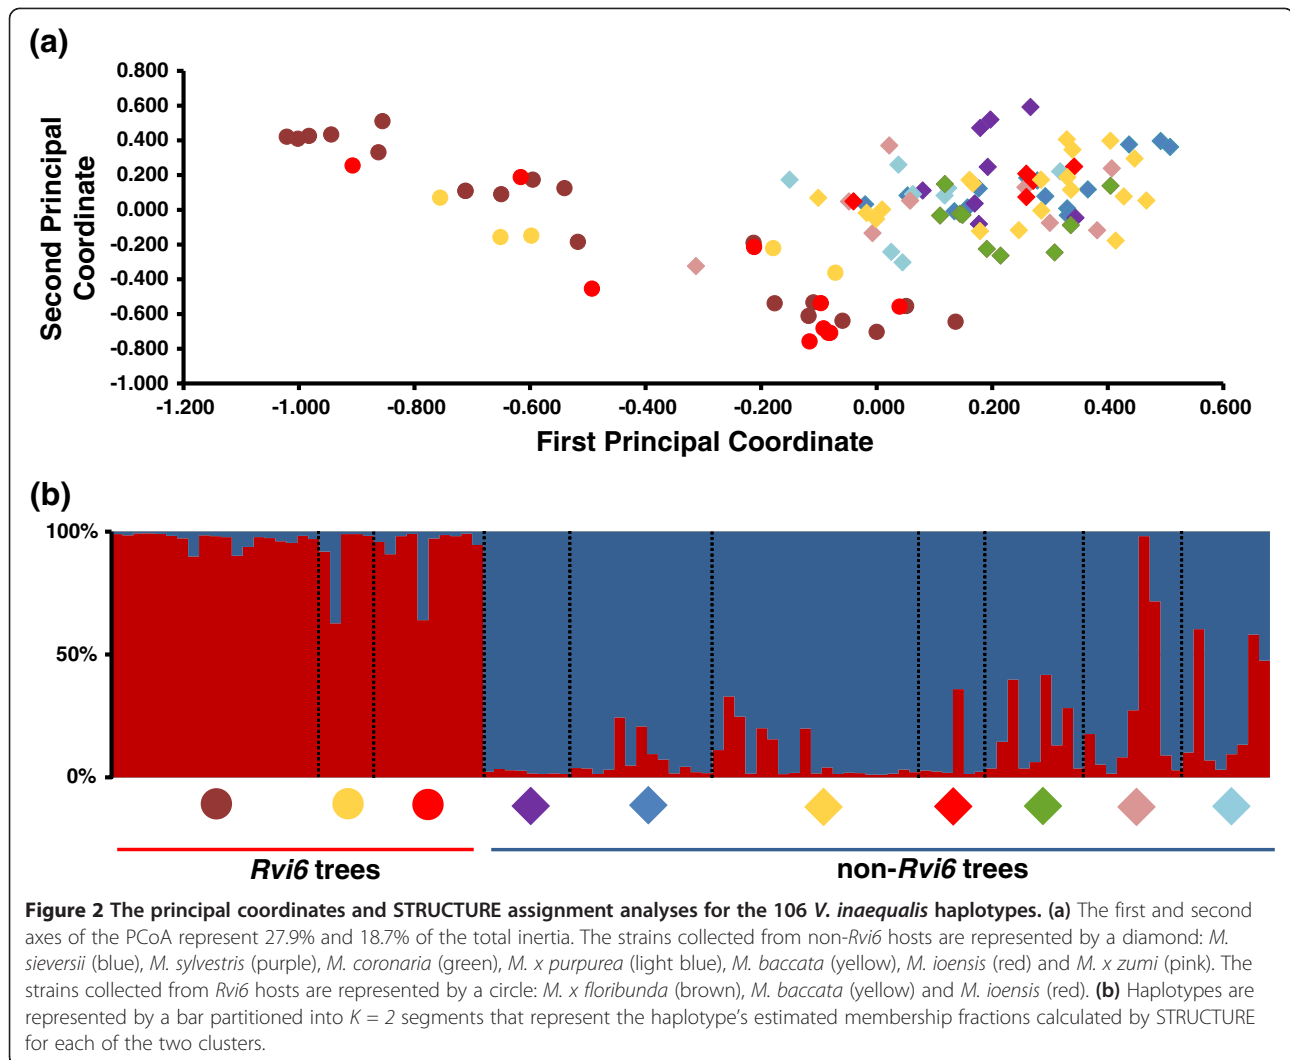 (a)
0.800
0.600
0.400
0.200
0.000
-0.200
-0.400
-0.600
-0.800
-1.000
Second Principal
Coordinate
-1.200 -1.000 -0.800 -0.600 -0.400 -0.200 0.000 0.200 0.400 0.600
First Principal Coordinate
(b)
100%
50%
0%
Rvi6 trees non-Rvi6 trees
Figure 2 The principal coordinates and STRUCTURE assignment analyses for the 106 V. inaequalis haplotypes. (a) The first and second
axes of the PCoA represent 27.9% and 18.7% of the total inertia. The strains collected from non-Rvi6 hosts are represented by a diamond: M.
sieversii (blue), M. sylvestris (purple), M. coronaria (green), M. x purpurea (light blue), M. baccata (yellow), M. ioensis (red) and M. x zumi (pink). The
strains collected from Rvi6 hosts are represented by a circle: M. x floribunda (brown), M. baccata (yellow) and M. ioensis (red). (b) Haplotypes are
represented by a bar partitioned into K = 2 segments that represent the haplotype's estimated membership fractions calculated by STRUCTURE
for each of the two clusters.